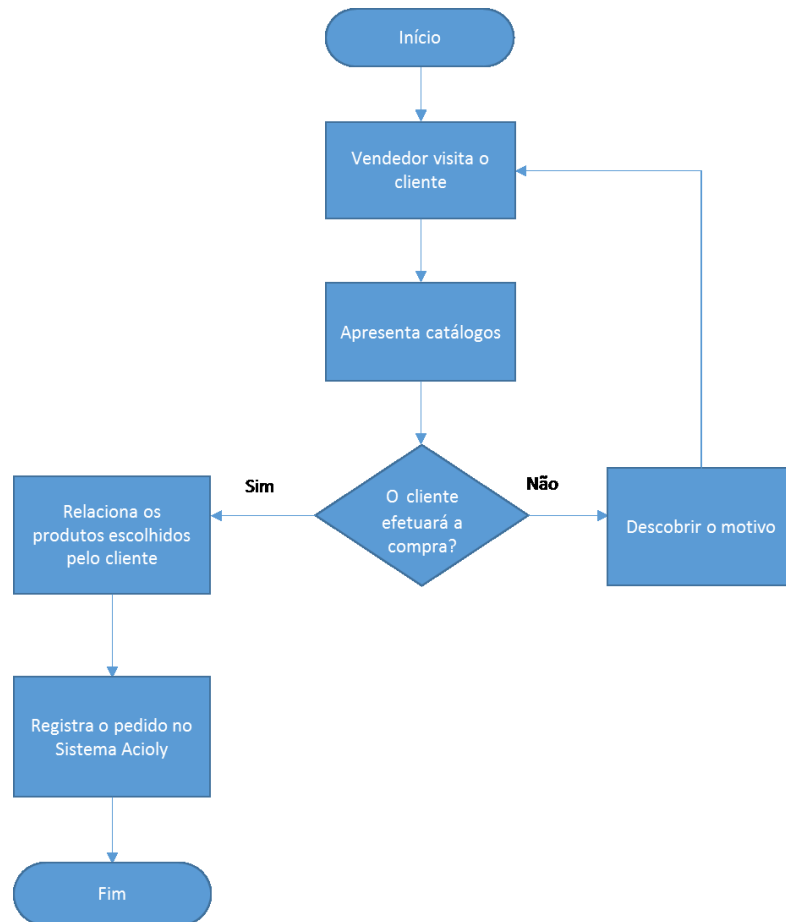 Início
Vendedor visita o
cliente
Apresenta catálogos
Sim
Não
O cliente
efetuará a
compra?
Relaciona os
produtos escolhidos
pelo cliente
Descobrir o motivo
Registra o pedido no
Sistema Acioly
Fim